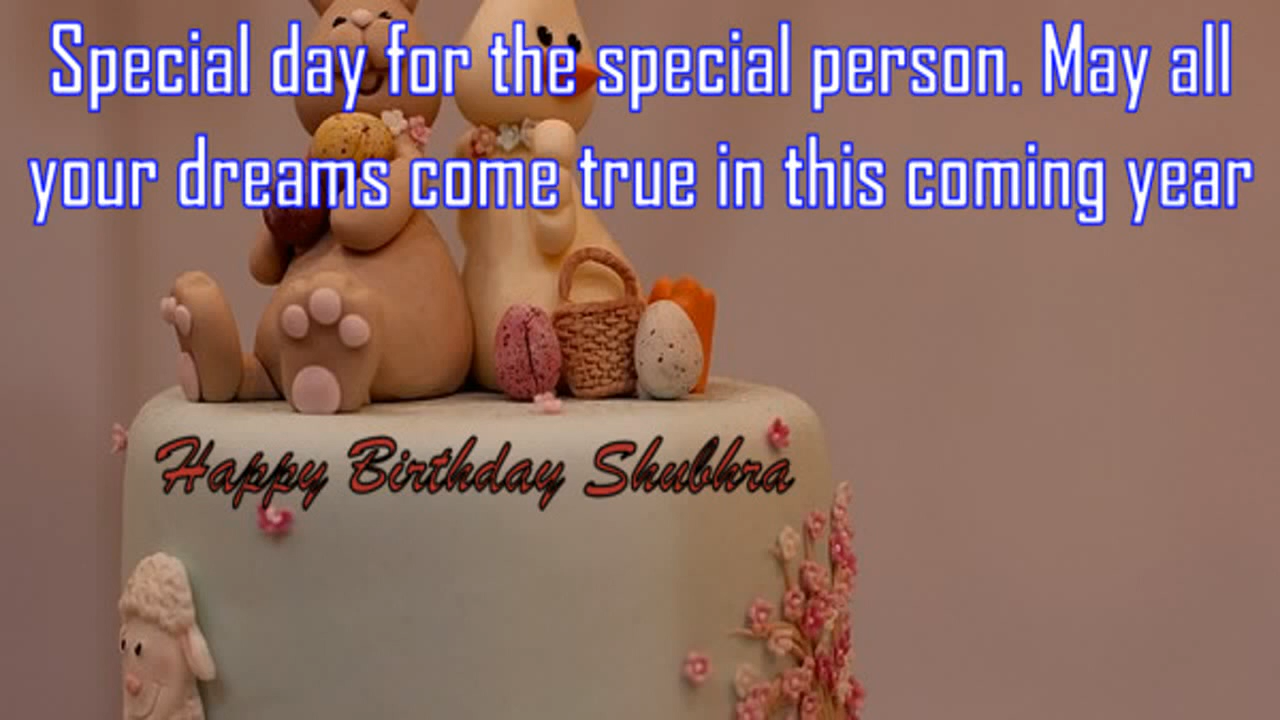 Special day for the special person. May all
your dreams come true in this coming year
Happy Birthday Shubhra